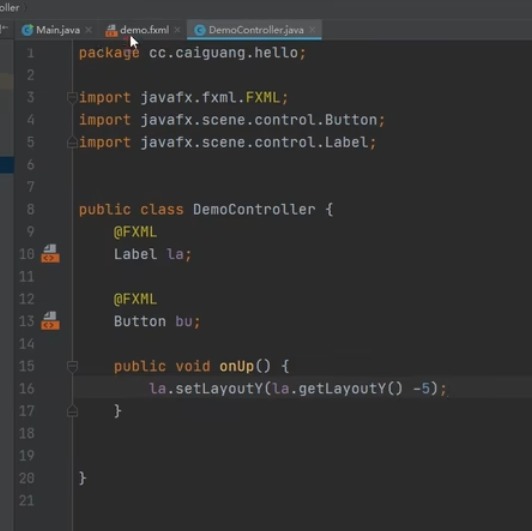 oller
Main.java × demo.fxml × DemoController.java ×
1 package cc.caiguang.hello;
2
3 import javafx.fxml.FXML;
4 import javafx.scene.control.Button;
5 import javafx.scene.control.Label;
6
7
8 public class DemoController {
9 @FXML
10 Label la;
11
12 @FXML
13 Button bu;
14
15 public void onUp() {
16 la.setLayoutY(la.getLayoutY() -5);
17 }
18
19
20 }
21